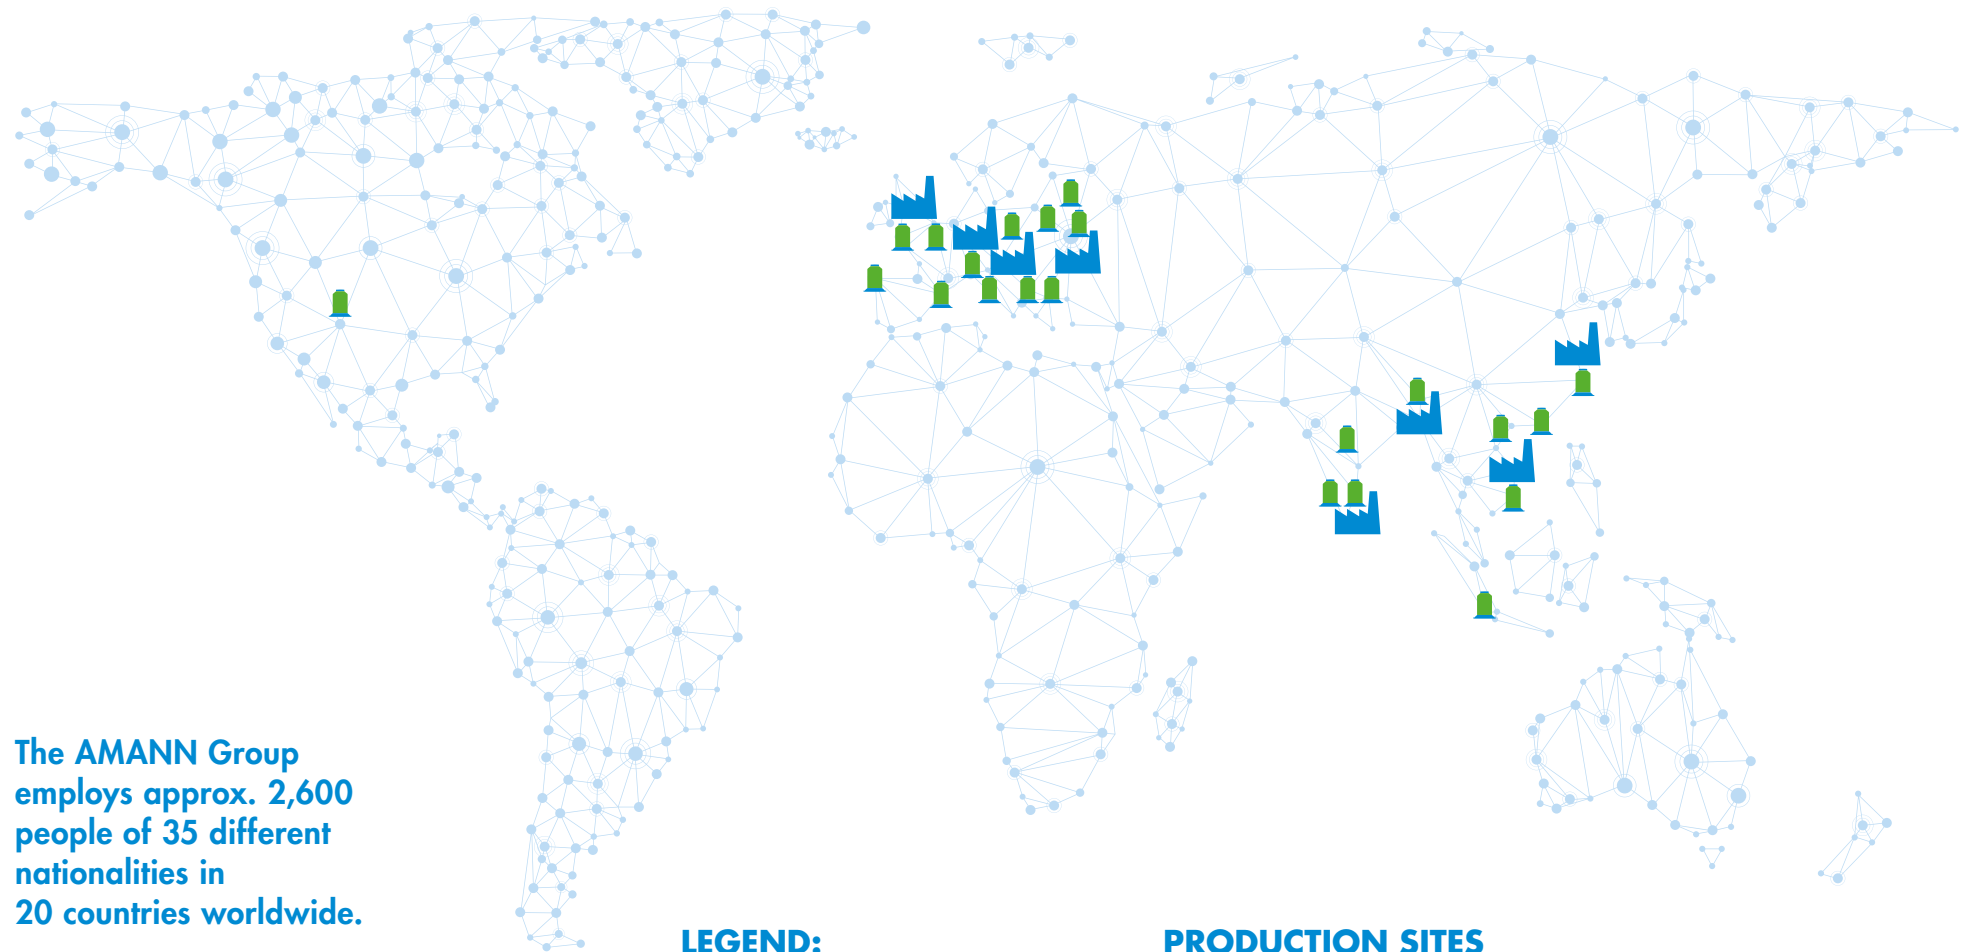 The AMANN Group
employs approx. 2,600
people of 35 different
nationalities in
20 countries worldwide.
LEGEND:
PRODUCTION SITES